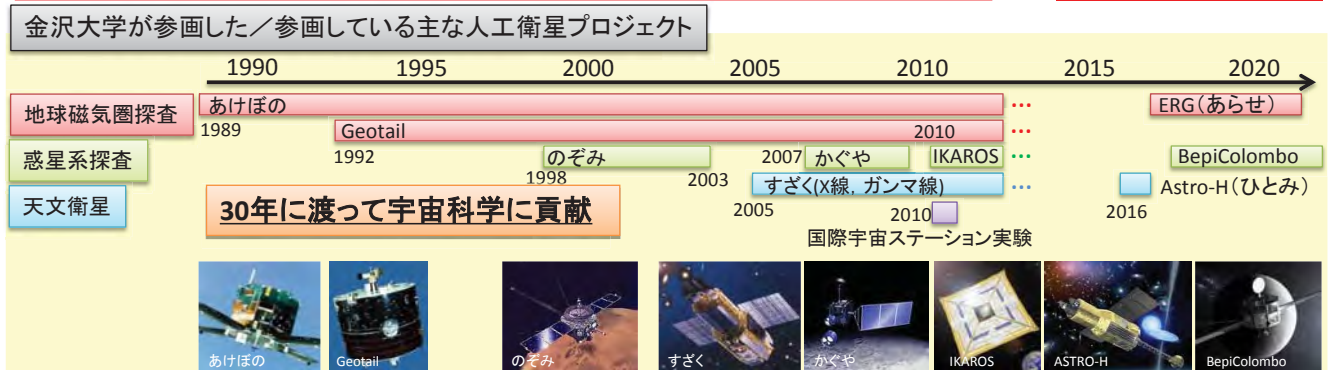 金沢大学が参画した／参画している主な人工衛星プロジェクト
1990 1995 2000 2005 2010 2015 2020
地球磁気圏探査
あけぼの
…
ERG(あらせ)
1989
Geotail
2010
…
惑星系探査
1992
のぞみ
2007
かぐや
IKAROS
…
BepiColombo
1998
2003
天文衛星
すざく(X線，ガンマ線)
…
Astro-H(ひとみ)
30年に渡って宇宙科学に貢献
2005
2010
2016
国際宇宙ステーション実験
あけぼの
Geotail
のぞみ
すざく
かぐや
IKAROS
ASTRO-H
BepiColombo